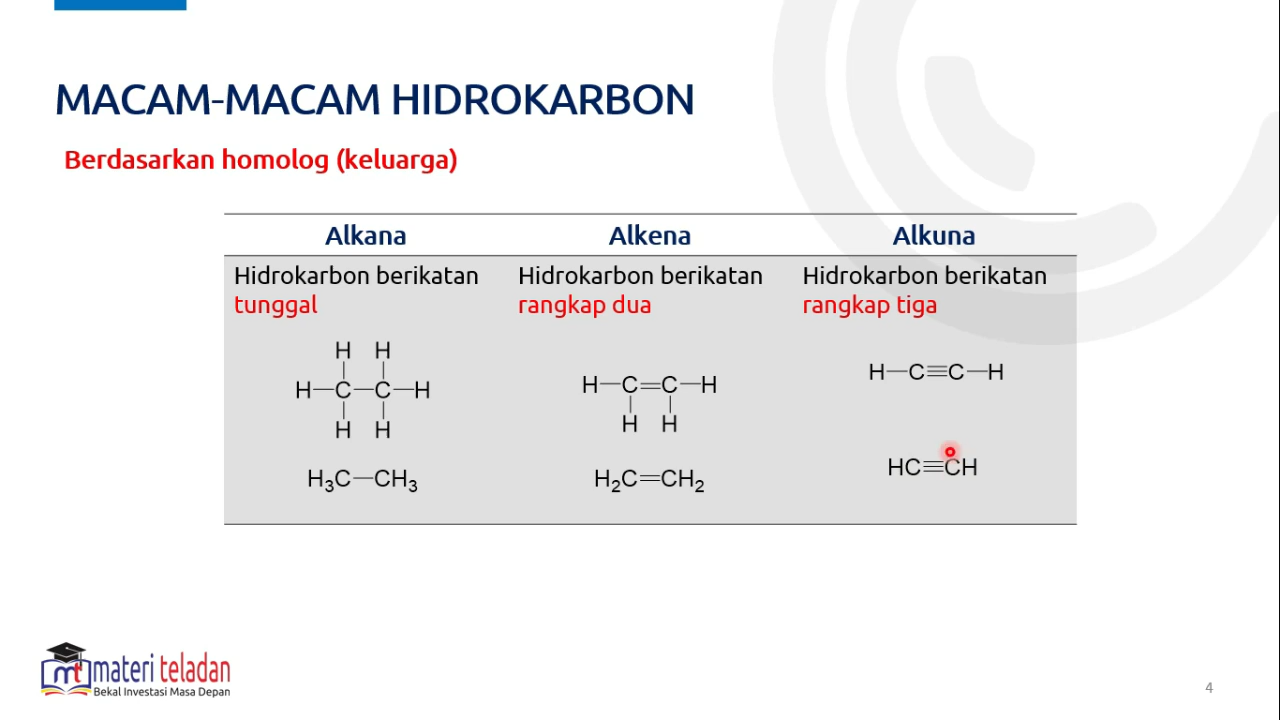 MACAM-MACAM HIDROKARBON
Berdasarkan homolog (keluarga)
Alkana
Alkena
Alkuna
Hidrokarbon berikatan
tunggal
Hidrokarbon berikatan
rangkap dua
Hidrokarbon berikatan
rangkap tiga
H H
H—C—C—H
H H
H₃C—CH₃
H—C=C—H
H H
H₂C=CH₂
H—C≡C—H
HC≡CH
mt materi teladan
Bekal Investasi Masa Depan
4